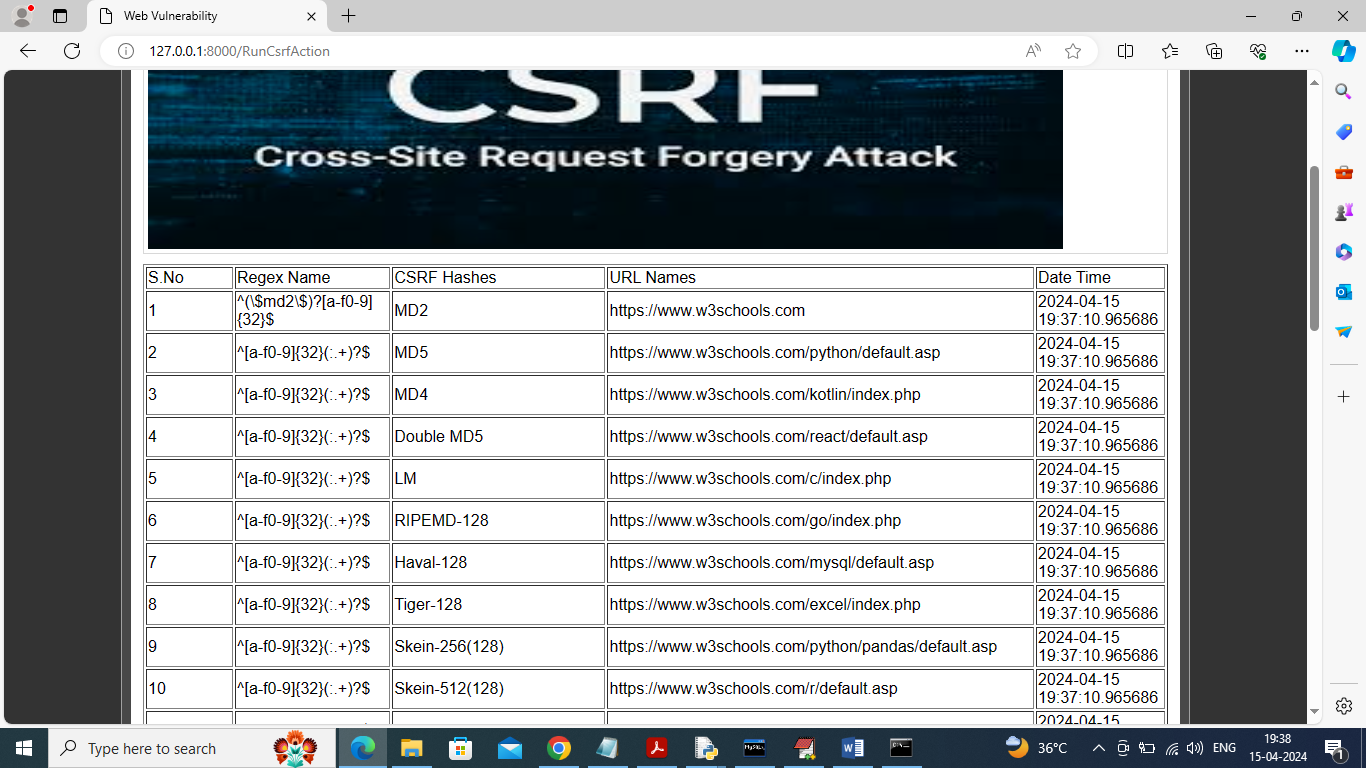 Web Vulnerability
127.0.0.1:8000/RunCsrfAction
CSRF
Cross-Site Request Forgery Attack
S.No Regex Name CSRF Hashes URL Names Date Time
1 ^(\$md2\$)?[a-f0-9]{32}$ MD2 https://www.w3schools.com 2024-04-15 19:37:10.965686
2 ^[a-f0-9]{32}(:.+)?$ MD5 https://www.w3schools.com/python/default.asp 2024-04-15 19:37:10.965686
3 ^[a-f0-9]{32}(:.+)?$ MD4 https://www.w3schools.com/kotlin/index.php 2024-04-15 19:37:10.965686
4 ^[a-f0-9]{32}(:.+)?$ Double MD5 https://www.w3schools.com/react/default.asp 2024-04-15 19:37:10.965686
5 ^[a-f0-9]{32}(:.+)?$ LM https://www.w3schools.com/c/index.php 2024-04-15 19:37:10.965686
6 ^[a-f0-9]{32}(:.+)?$ RIPEMD-128 https://www.w3schools.com/go/index.php 2024-04-15 19:37:10.965686
7 ^[a-f0-9]{32}(:.+)?$ Haval-128 https://www.w3schools.com/mysql/default.asp 2024-04-15 19:37:10.965686
8 ^[a-f0-9]{32}(:.+)?$ Tiger-128 https://www.w3schools.com/excel/index.php 2024-04-15 19:37:10.965686
9 ^[a-f0-9]{32}(:.+)?$ Skein-256(128) https://www.w3schools.com/python/pandas/default.asp 2024-04-15 19:37:10.965686
10 ^[a-f0-9]{32}(:.+)?$ Skein-512(128) https://www.w3schools.com/r/default.asp 2024-04-15 19:37:10.965686
2024-04-15
Type here to search
36°C
ENG
19:38
15-04-2024
1